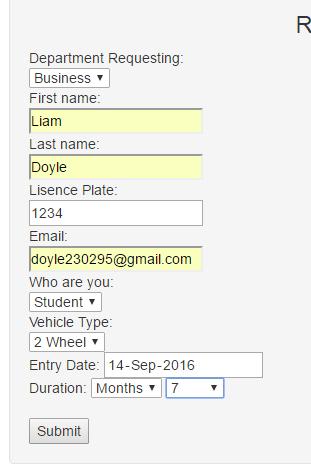 R
Department Requesting:
Business
First name:
Liam
Last name:
Doyle
Lisence Plate:
1234
Email:
doyle230295@gmail.com
Who are you:
Student
Vehicle Type:
2 Wheel
Entry Date: 14-Sep-2016
Duration: Months 7
Submit